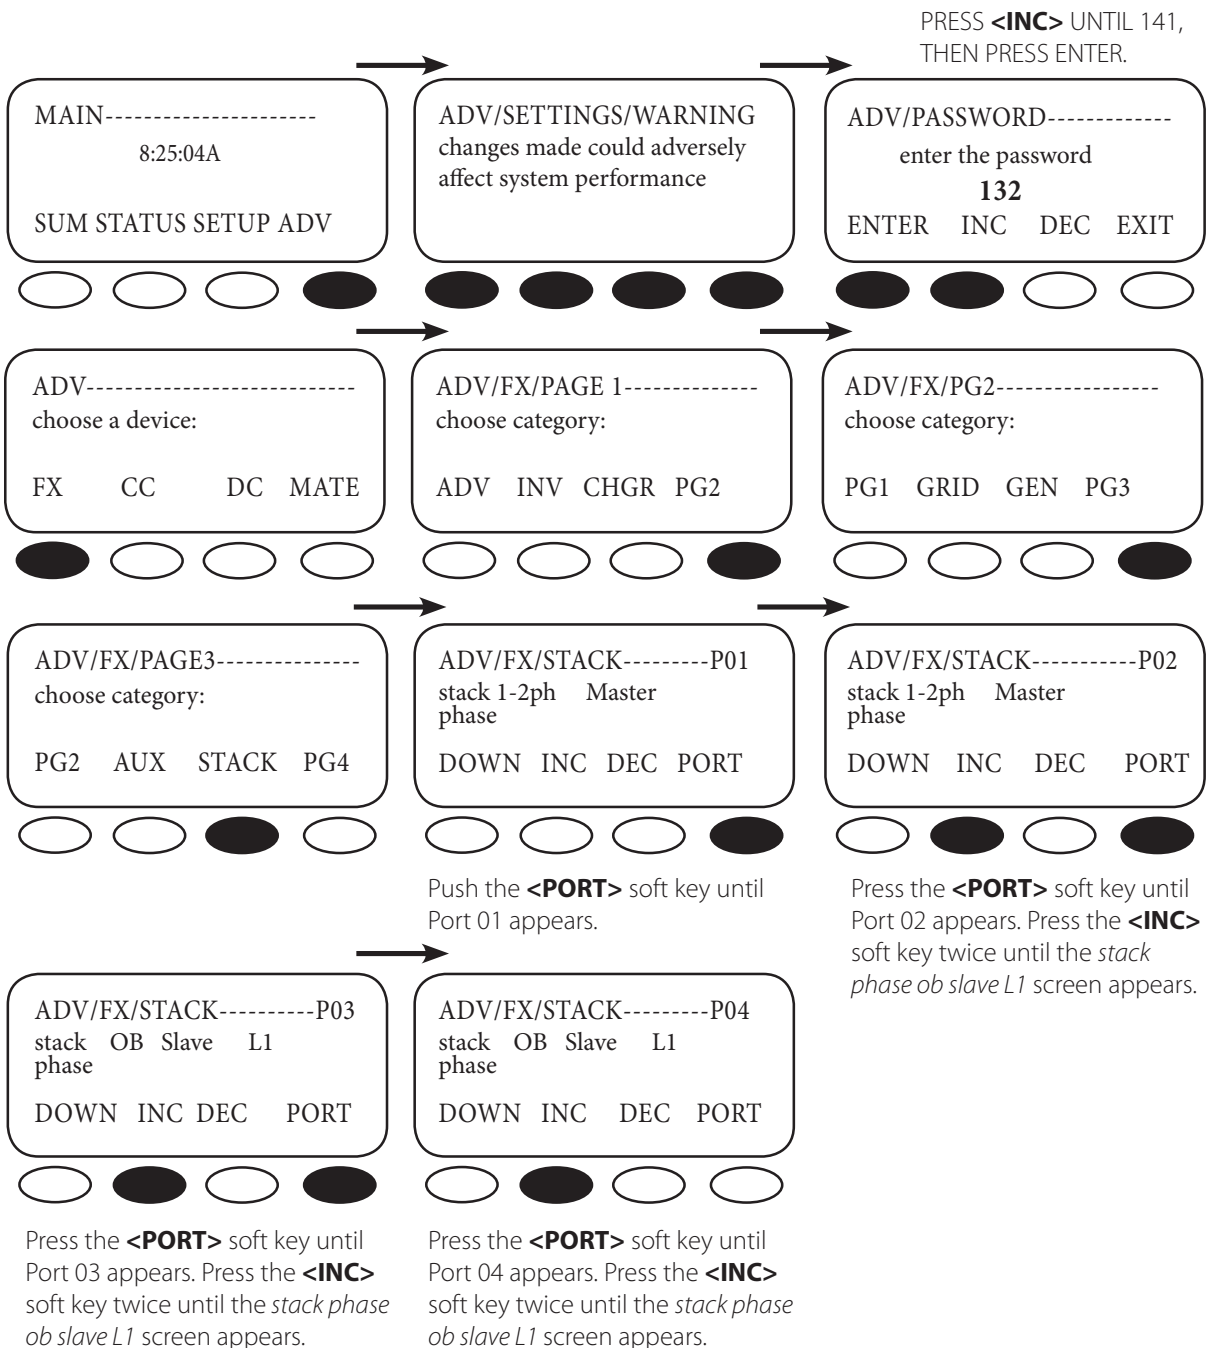 PRESS <INC> UNTIL 141,
THEN PRESS ENTER.
MAIN----------------------
8:25:04A
SUM STATUS SETUP ADV
ADV/SETTINGS/WARNING
changes made could adversely
affect system performance
ADV/PASSWORD-------------
enter the password
132
ENTER INC DEC EXIT
ADV----------------------------
choose a device:
FX CC DC MATE
ADV/FX/PAGE 1--------------
choose category:
ADV INV CHGR PG2
ADV/FX/PG2-----------------
choose category:
PG1 GRID GEN PG3
ADV/FX/PAGE3---------------
choose category:
PG2 AUX STACK PG4
ADV/FX/STACK---------P01
stack 1-2ph Master
phase
DOWN INC DEC PORT
Push the <PORT> soft key until
Port 01 appears.
ADV/FX/STACK-----------P02
stack 1-2ph Master
phase
DOWN INC DEC PORT
Press the <PORT> soft key until
Port 02 appears. Press the <INC>
soft key twice until the stack
phase ob slave L1 screen appears.
ADV/FX/STACK----------P03
stack OB Slave L1
phase
DOWN INC DEC PORT
Press the <PORT> soft key until
Port 03 appears. Press the <INC>
soft key twice until the stack phase
ob slave L1 screen appears.
ADV/FX/STACK---------P04
stack OB Slave L1
phase
DOWN INC DEC PORT
Press the <PORT> soft key until
Port 04 appears. Press the <INC>
soft key twice until the stack phase
ob slave L1 screen appears.